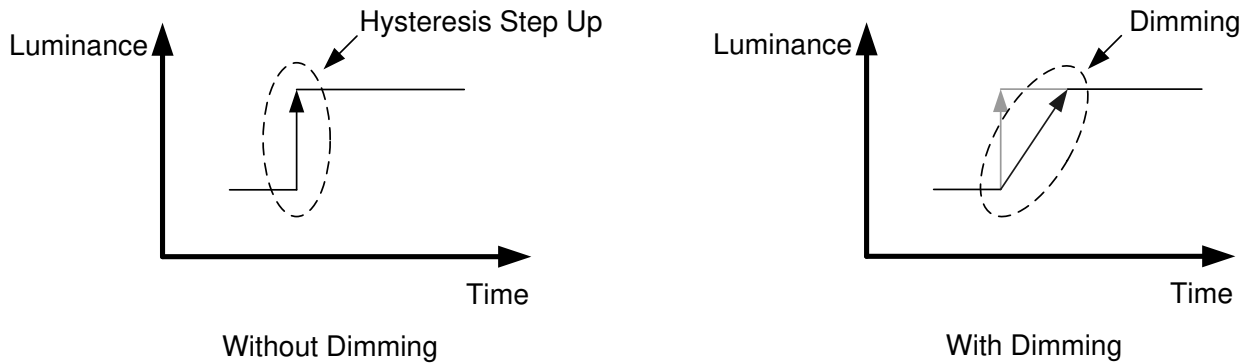 Hysteresis Step Up
Luminance
Time
Without Dimming
Dimming
Luminance
Time
With Dimming